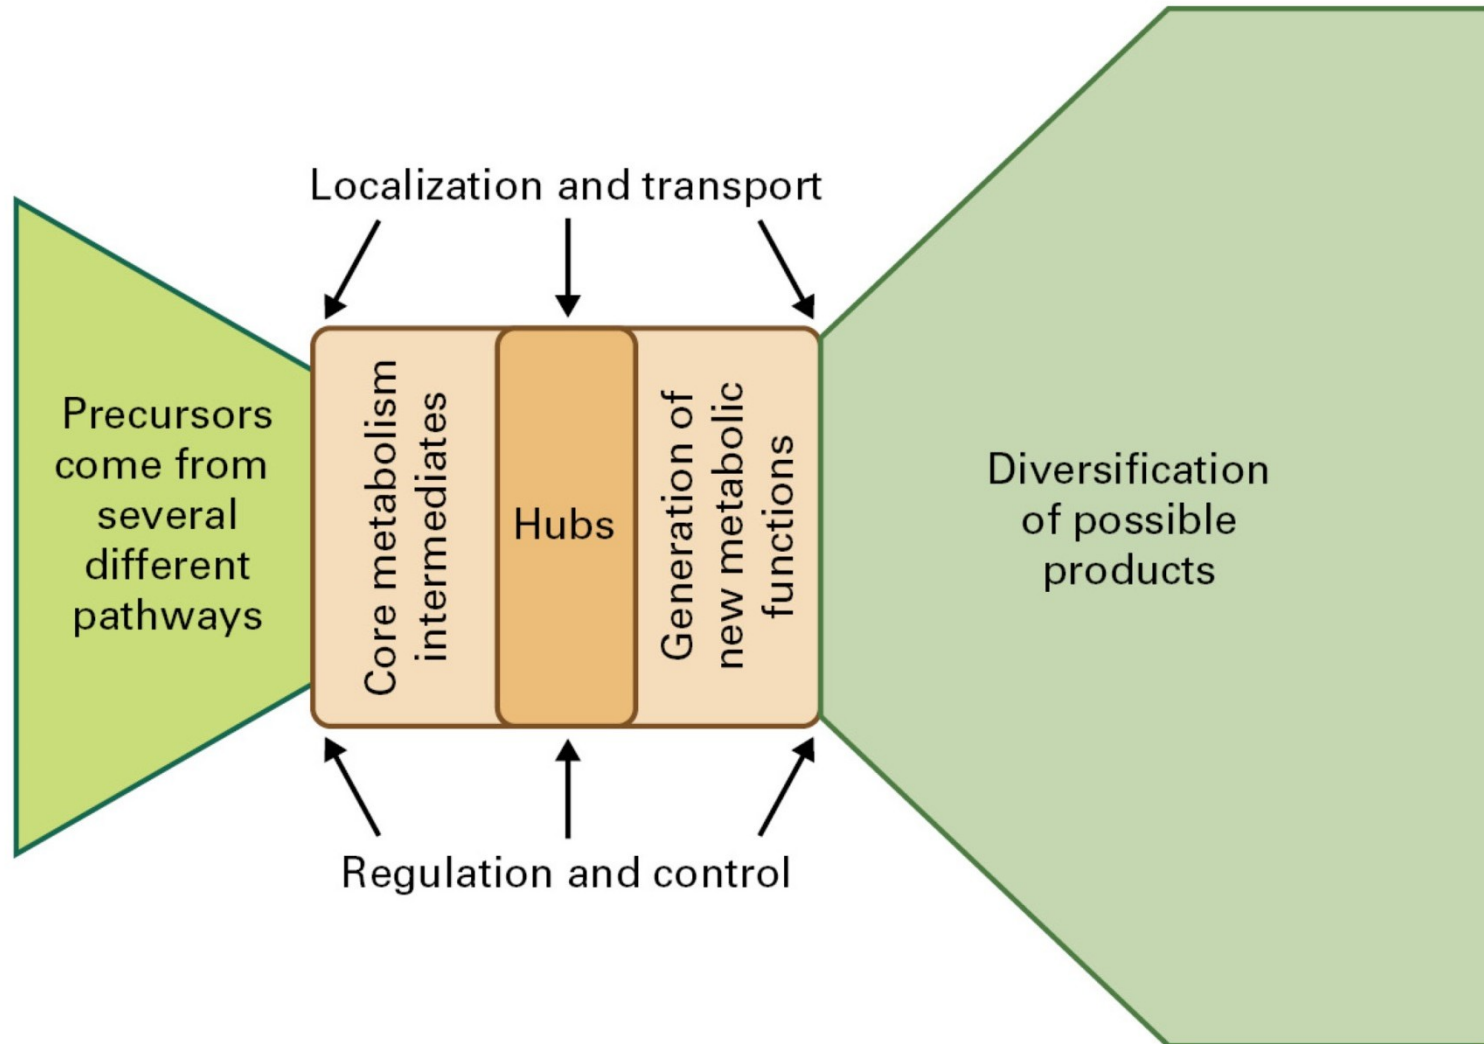 Localization and transport
Precursors
come from
several
different
pathways
Core metabolism
intermediates
Hubs
Generation of
new metabolic
functions
Diversification
of possible
products
Regulation and control